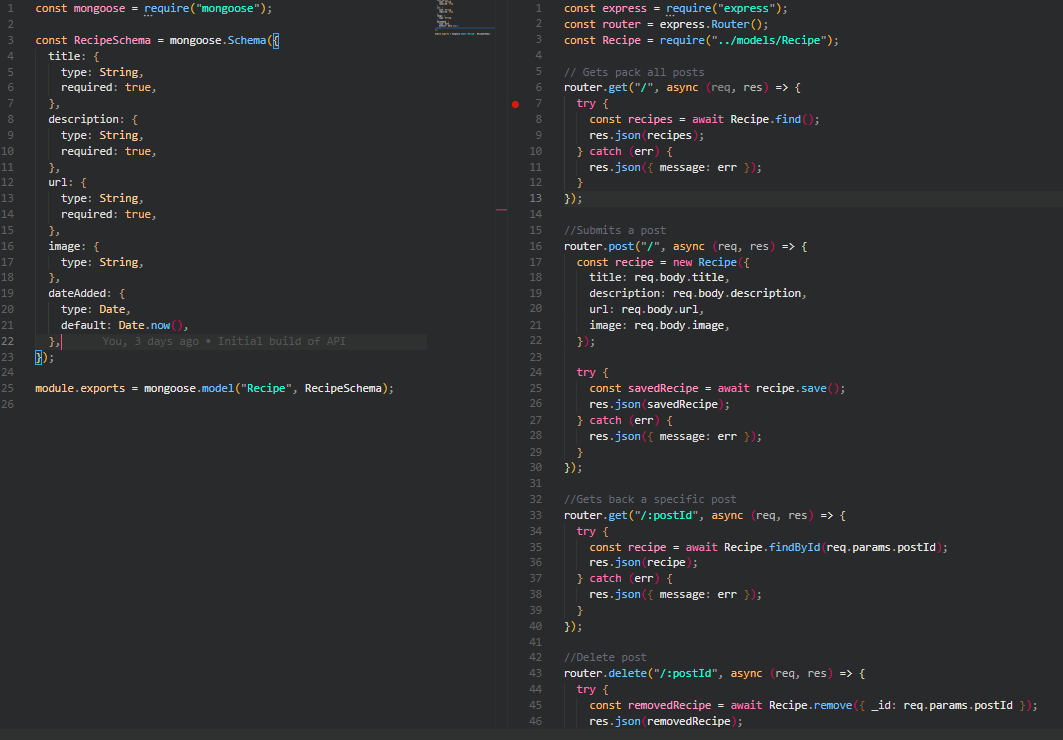 1 const mongoose = require("mongoose");
2
3 const RecipeSchema = mongoose.Schema({
4 title: {
5 type: String,
6 required: true,
7 },
8 description: {
9 type: String,
10 required: true,
11 },
12 url: {
13 type: String,
14 required: true,
15 },
16 image: {
17 type: String,
18 },
19 dateAdded: {
20 type: Date,
21 default: Date.now(),
22 }, You, 3 days ago • Initial build of API
23 });
24
25 module.exports = mongoose.model("Recipe", RecipeSchema);
26
1 const express = require("express");
2 const router = express.Router();
3 const Recipe = require("../models/Recipe");
4
5 // Gets pack all posts
6 router.get("/", async (req, res) => {
7 try {
8 const recipes = await Recipe.find();
9 res.json(recipes);
10 } catch (err) {
11 res.json({ message: err });
12 }
13 });
14
15 //Submits a post
16 router.post("/", async (req, res) => {
17 const recipe = new Recipe({
18 title: req.body.title,
19 description: req.body.description,
20 url: req.body.url,
21 image: req.body.image,
22 });
23
24 try {
25 const savedRecipe = await recipe.save();
26 res.json(savedRecipe);
27 } catch (err) {
28 res.json({ message: err });
29 }
30 });
31
32 //Gets back a specific post
33 router.get("/:postId", async (req, res) => {
34 try {
35 const recipe = await Recipe.findById(req.params.postId);
36 res.json(recipe);
37 } catch (err) {
38 res.json({ message: err });
39 }
40 });
41
42 //Delete post
43 router.delete("/:postId", async (req, res) => {
44 try {
45 const removedRecipe = await Recipe.remove({ _id: req.params.postId });
46 res.json(removedRecipe);